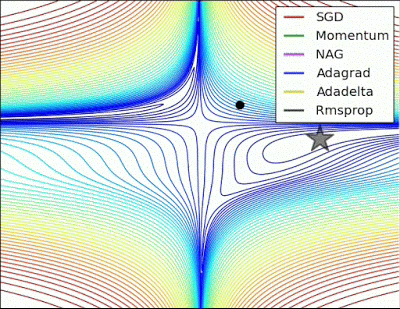 SGD
Momentum
NAG
Adagrad
Adadelta
Rmsprop